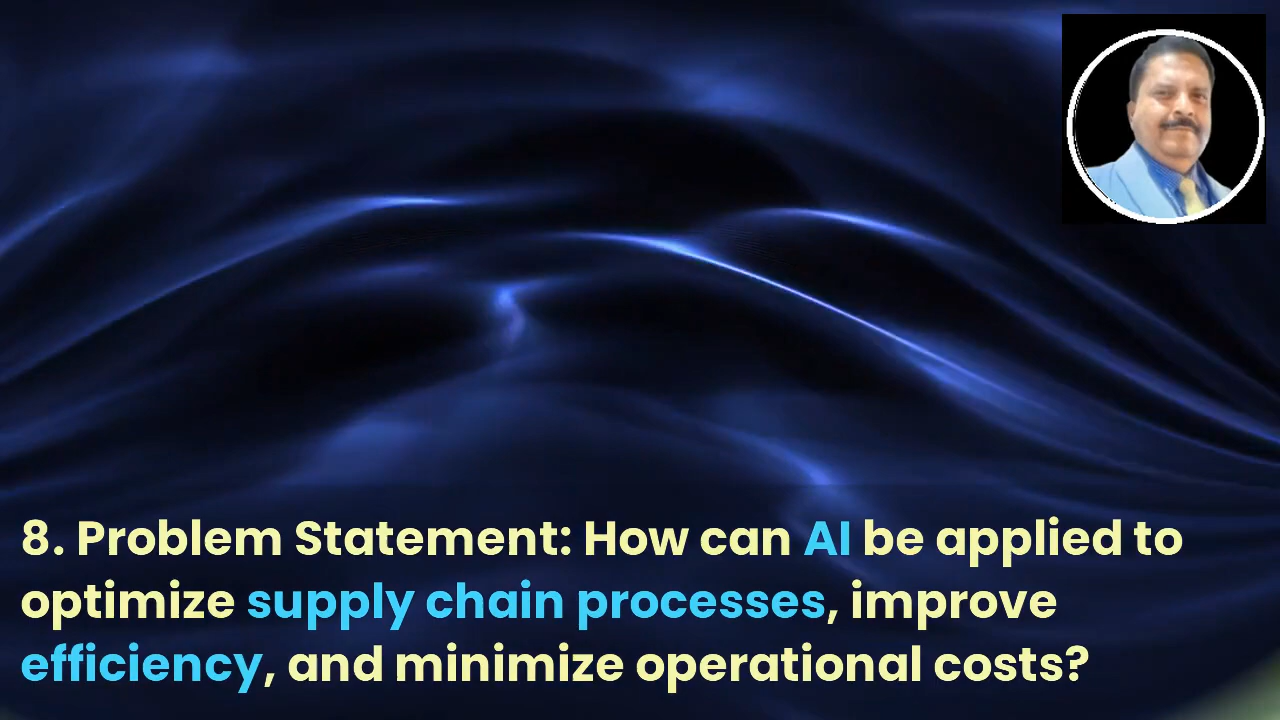 8. Problem Statement: How can AI be applied to
optimize supply chain processes, improve
efficiency, and minimize operational costs?